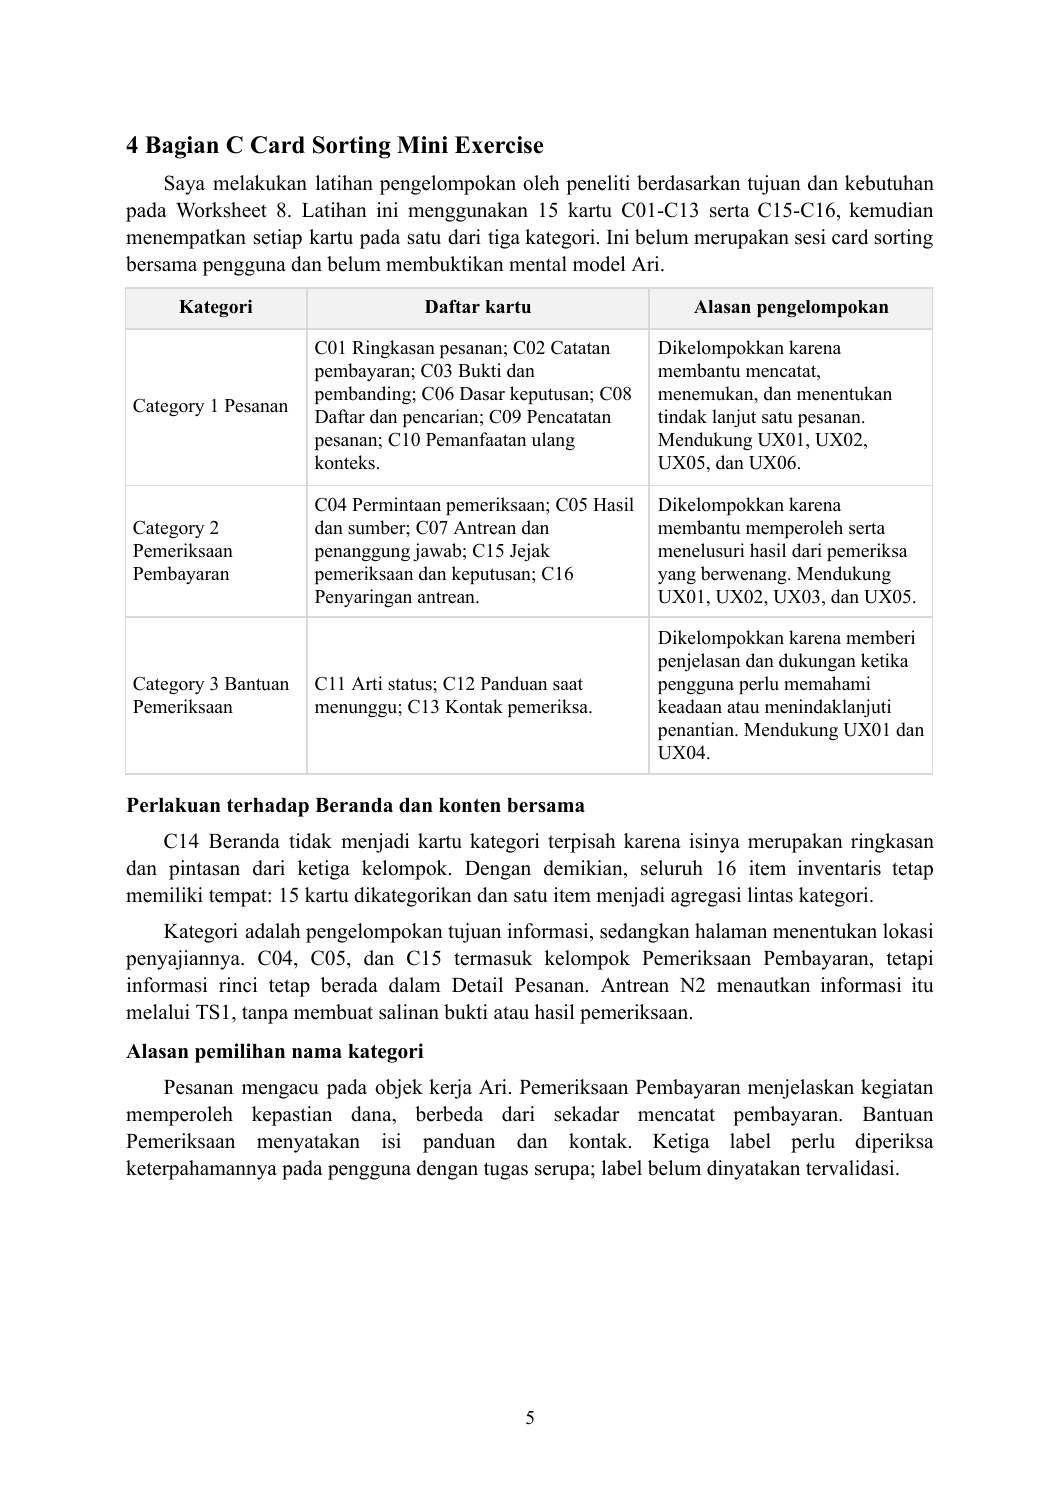 4 Bagian C Card Sorting Mini Exercise
Saya melakukan latihan pengelompokan oleh peneliti berdasarkan tujuan dan kebutuhan
pada Worksheet 8. Latihan ini menggunakan 15 kartu C01-C13 serta C15-C16, kemudian
menempatkan setiap kartu pada satu dari tiga kategori. Ini belum merupakan sesi card sorting
bersama pengguna dan belum membuktikan mental model Ari.
Kategori
Daftar kartu
Alasan pengelompokan
Category 1 Pesanan
C01 Ringkasan pesanan; C02 Catatan
pembayaran; C03 Bukti dan
pembanding; C06 Dasar keputusan; C08
Daftar dan pencarian; C09 Pencatatan
pesanan; C10 Pemanfaatan ulang
konteks.
Dikelompokkan karena
membantu mencatat,
menemukan, dan menentukan
tindak lanjut satu pesanan.
Mendukung UX01, UX02,
UX05, dan UX06.
Category 2
Pemeriksaan
Pembayaran
C04 Permintaan pemeriksaan; C05 Hasil
dan sumber; C07 Antrean dan
penanggung jawab; C15 Jejak
pemeriksaan dan keputusan; C16
Penyaringan antrean.
Dikelompokkan karena
membantu memperoleh serta
menelusuri hasil dari pemeriksa
yang berwenang. Mendukung
UX01, UX02, UX03, dan UX05.
Category 3 Bantuan
Pemeriksaan
C11 Arti status; C12 Panduan saat
menunggu; C13 Kontak pemeriksa.
Dikelompokkan karena memberi
penjelasan dan dukungan ketika
pengguna perlu memahami
keadaan atau menindaklanjuti
penantian. Mendukung UX01 dan
UX04.
Perlakuan terhadap Beranda dan konten bersama
C14 Beranda tidak menjadi kartu kategori terpisah karena isinya merupakan ringkasan
dan pintasan dari ketiga kelompok. Dengan demikian, seluruh 16 item inventaris tetap
memiliki tempat: 15 kartu dikategorikan dan satu item menjadi agregasi lintas kategori.
Kategori adalah pengelompokan tujuan informasi, sedangkan halaman menentukan lokasi
penyajiannya. C04, C05, dan C15 termasuk kelompok Pemeriksaan Pembayaran, tetapi
informasi rinci tetap berada dalam Detail Pesanan. Antrean N2 menautkan informasi itu
melalui TS1, tanpa membuat salinan bukti atau hasil pemeriksaan.
Alasan pemilihan nama kategori
Pesanan mengacu pada objek kerja Ari. Pemeriksaan Pembayaran menjelaskan kegiatan
memperoleh kepastian dana, berbeda dari sekadar mencatat pembayaran. Bantuan
Pemeriksaan menyatakan isi panduan dan kontak. Ketiga label perlu diperiksa
keterpahamannya pada pengguna dengan tugas serupa; label belum dinyatakan tervalidasi.
5